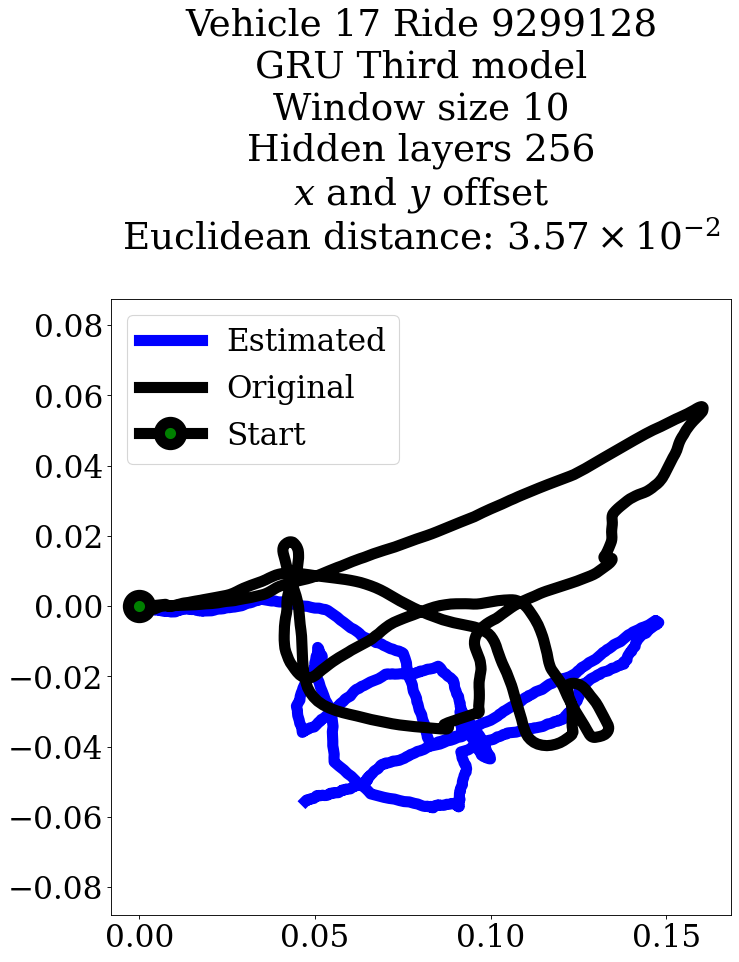 Vehicle 17 Ride 9299128
GRU Third model
Window size 10
Hidden layers 256
x and y offset
Euclidean distance: 3.57 × 10⁻²
Estimated
Original
Start
0.08
0.06
0.04
0.02
0.00
−0.02
−0.04
−0.06
−0.08
0.00 0.05 0.10 0.15